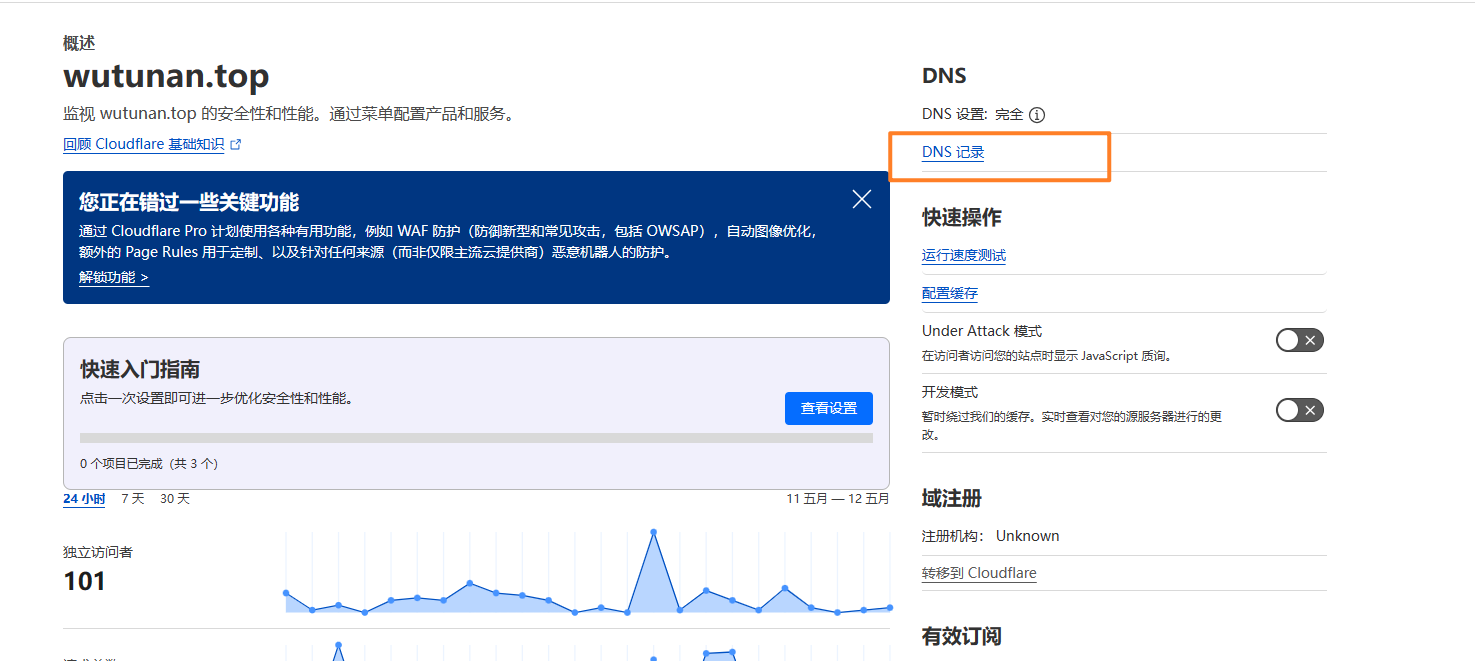 概述
wutunan.top
监视 wutunan.top 的安全性和性能。通过菜单配置产品和服务。
回顾 Cloudflare 基础知识
您正在错过一些关键功能
通过 Cloudflare Pro 计划使用各种有用功能，例如 WAF 防护（防御新型和常见攻击，包括 OWSAP），自动图像优化，
额外的 Page Rules 用于定制、以及针对任何来源（而非仅限主流云提供商）恶意机器人的防护。
解锁功能 >
快速入门指南
点击一次设置即可进一步优化安全性和性能。
查看设置
0 个项目已完成（共 3 个）
24 小时 7 天 30 天
11 五月 — 12 五月
独立访问者
101
DNS
DNS 设置: 完全
DNS 记录
快速操作
运行速度测试
配置缓存
Under Attack 模式
在访问者访问您的站点时显示 JavaScript 质询。
开发模式
暂时绕过我们的缓存。实时查看对您的源服务器进行的更
改。
域注册
注册机构： Unknown
转移到 Cloudflare
有效订阅